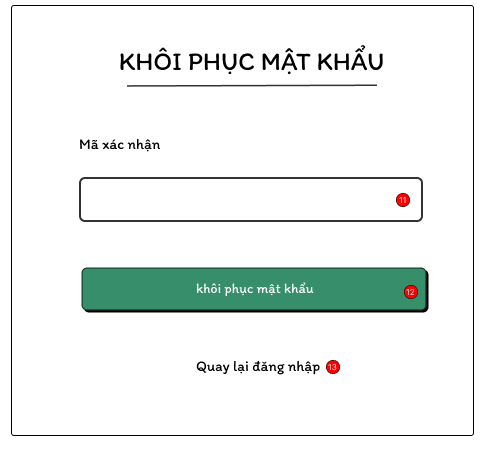 KHÔI PHỤC MẬT KHẨU
Mã xác nhận
11
khôi phục mật khẩu
12
Quay lại đăng nhập 13